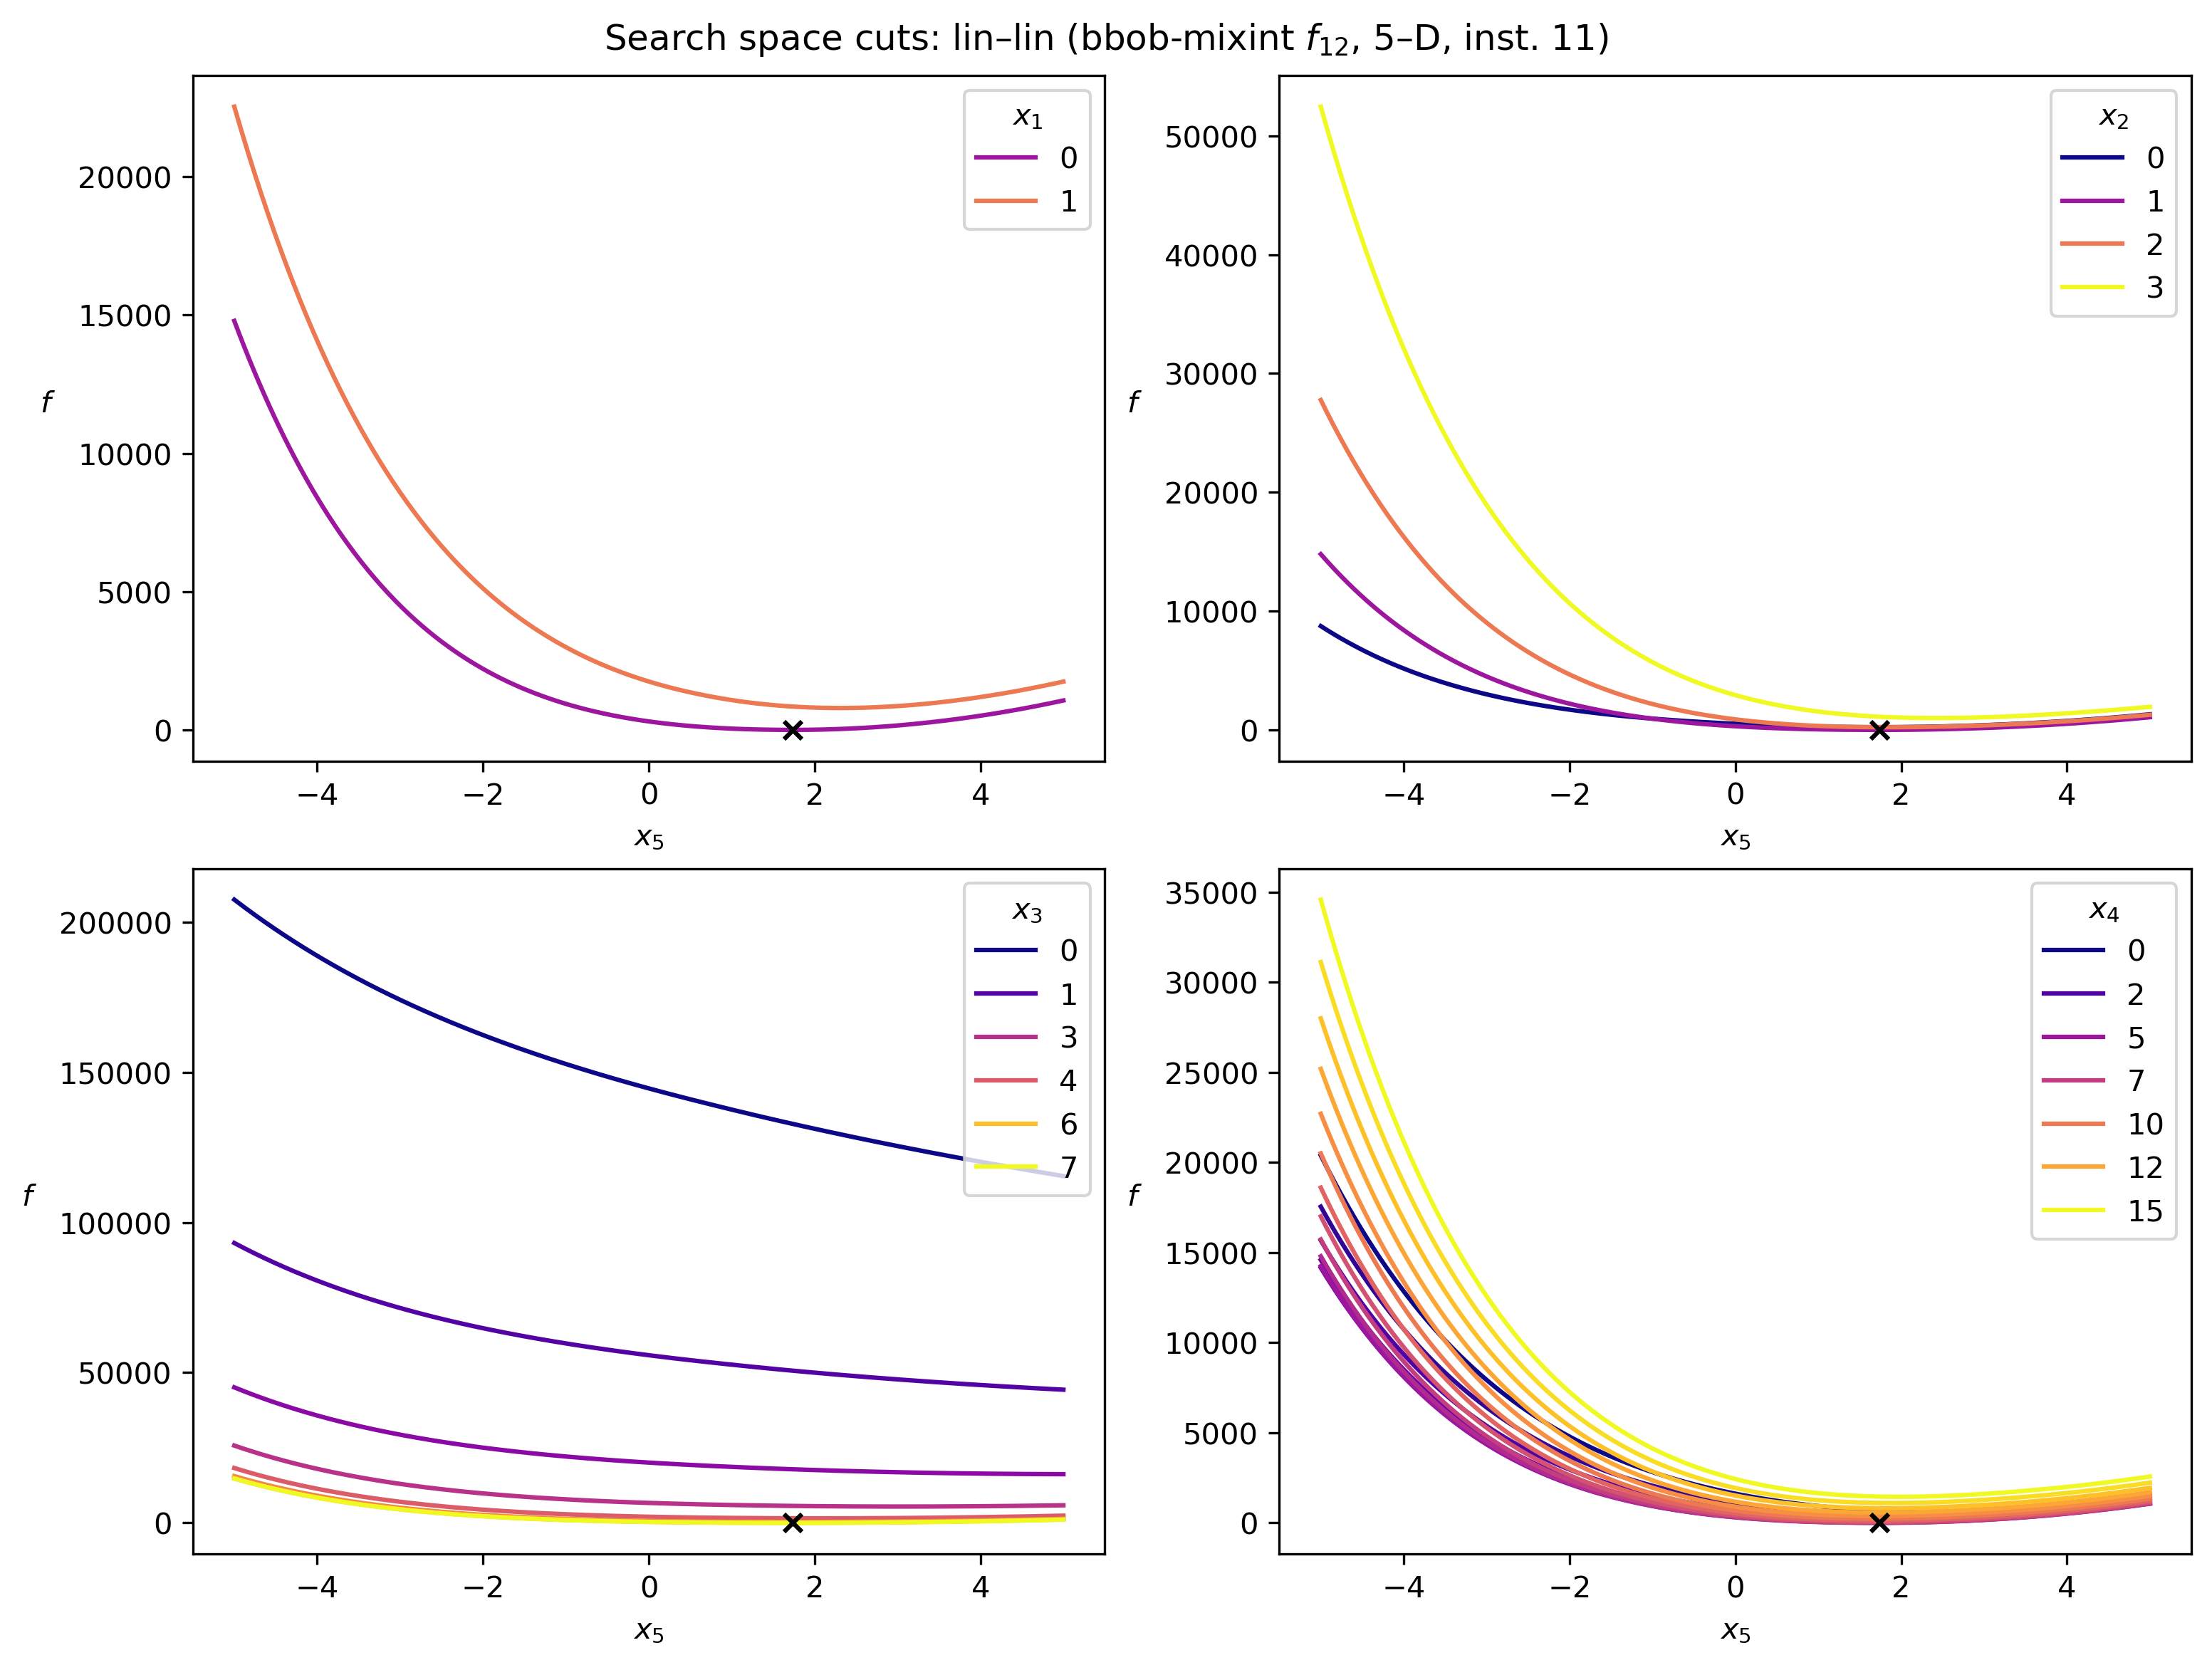 Search space cuts: lin–lin (bbob-mixint f₁₂, 5–D, inst. 11)
x₁
0
1
20000
15000
10000
5000
0
f
−4 −2 0 2 4
x₅
x₂
0
1
2
3
50000
40000
30000
20000
10000
0
f
−4 −2 0 2 4
x₅
x₃
0
1
3
4
6
7
200000
150000
100000
50000
0
f
−4 −2 0 2 4
x₅
x₄
0
2
5
7
10
12
15
35000
30000
25000
20000
15000
10000
5000
0
f
−4 −2 0 2 4
x₅